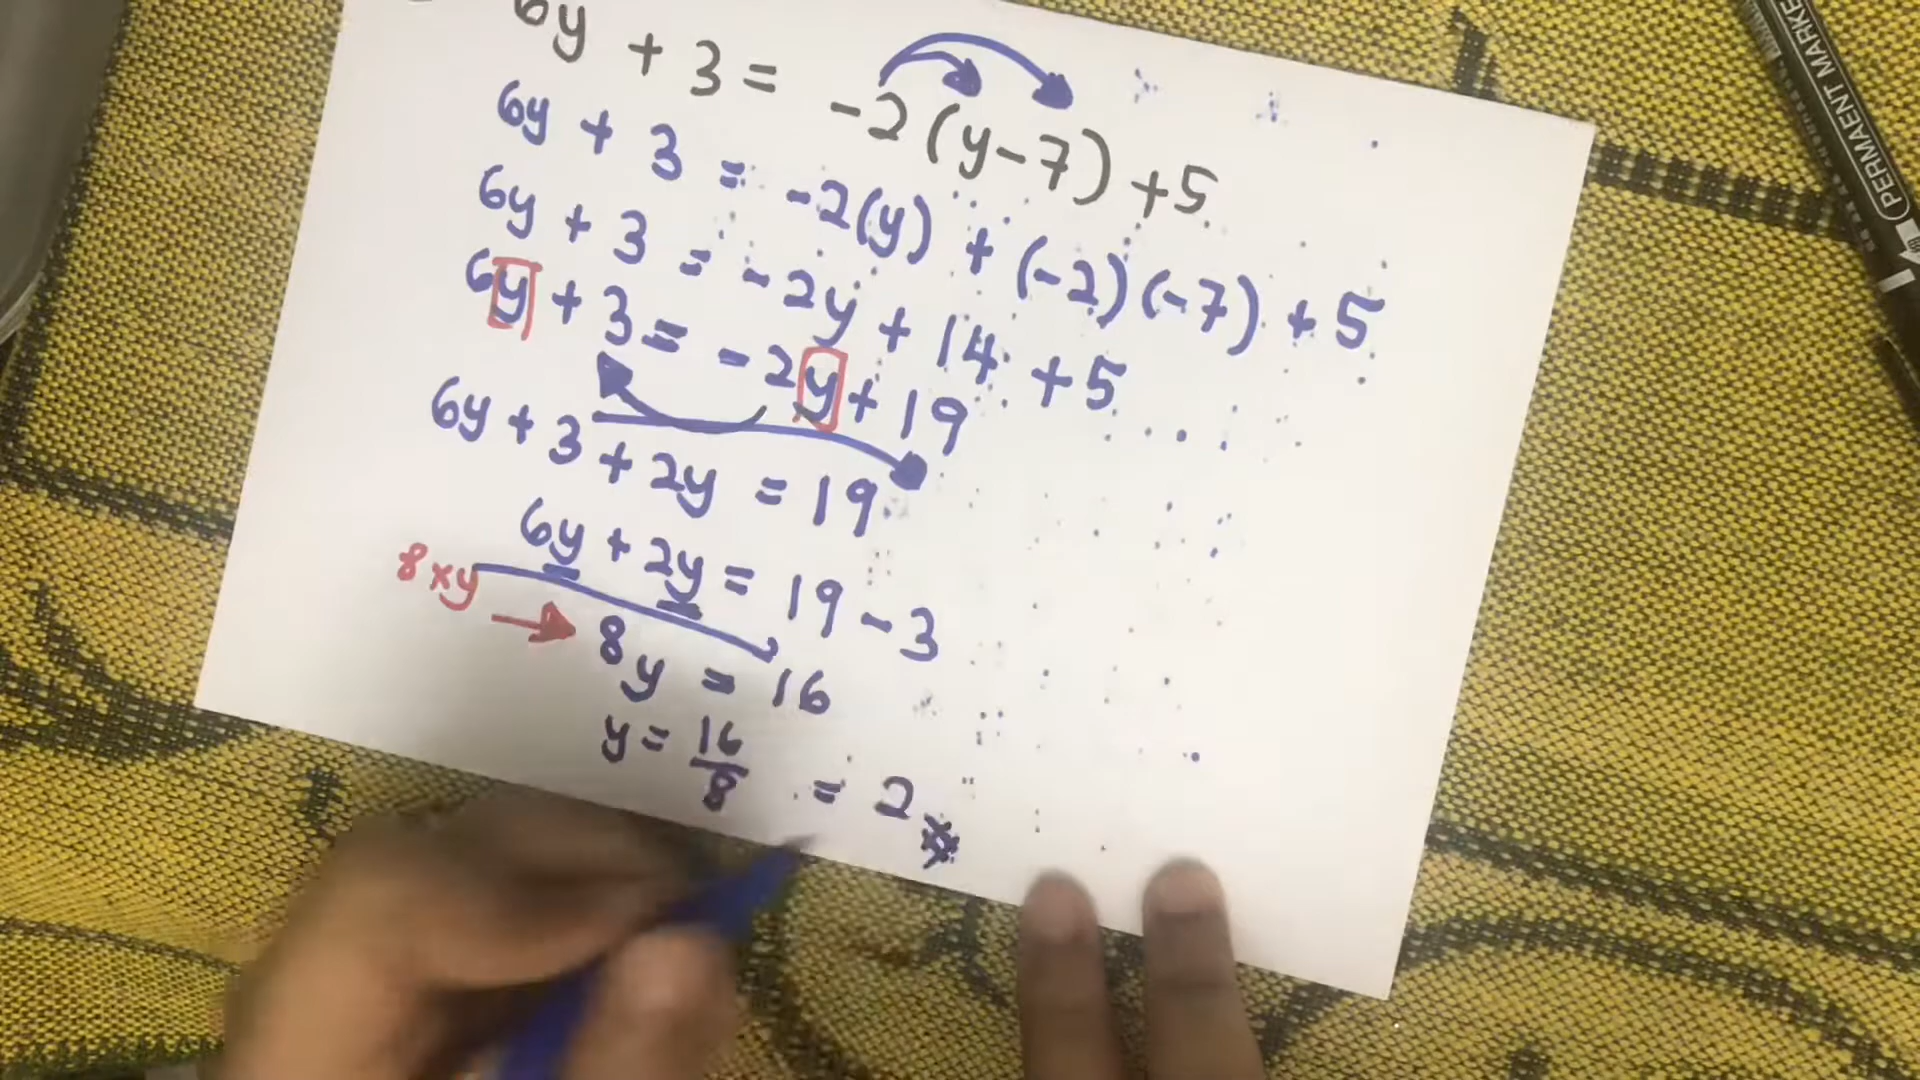 6y + 3 = -2(y-7) +5
6y + 3 = -2(y) + (-2)(-7) + 5
6y + 3 = -2y + 14 +5
6y + 3 = -2y + 19
6y + 3 + 2y = 19
6y + 2y = 19 - 3
8xy
8y = 16
y = 16/8 = 2
PERMAENT MARKE